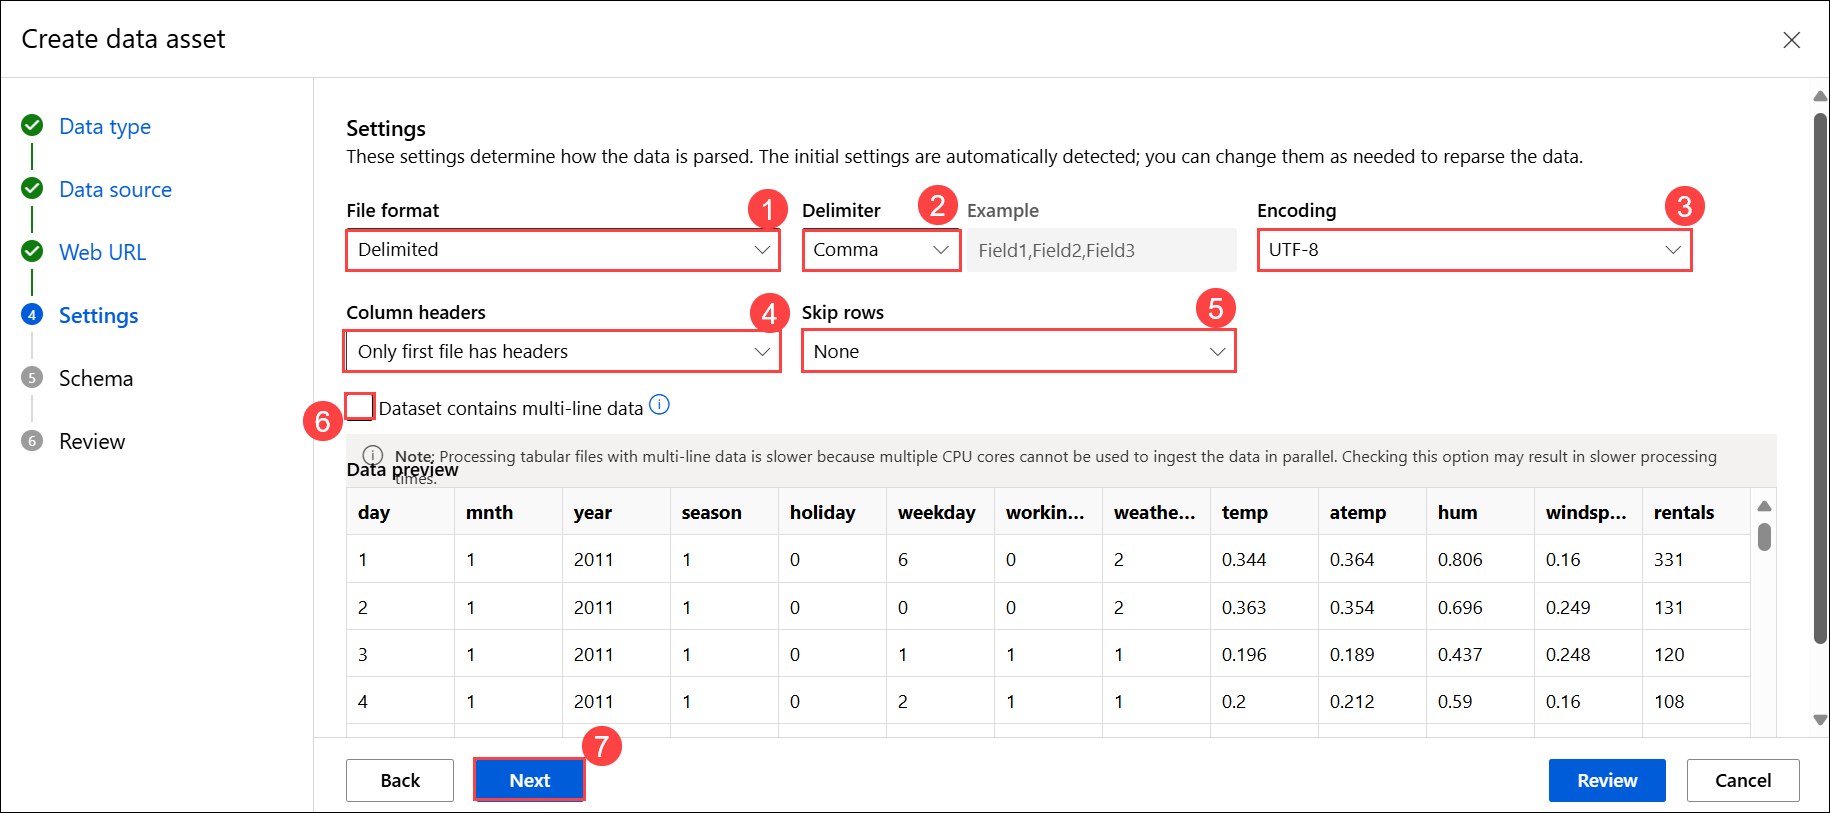 Create data asset
Data type
Data source
Web URL
4 Settings
5 Schema
6 Review
Settings
These settings determine how the data is parsed. The initial settings are automatically detected; you can change them as needed to reparse the data.
File format 1 Delimiter 2 Example Encoding 3
Delimited Comma Field1,Field2,Field3 UTF-8
Column headers 4 Skip rows 5
Only first file has headers None
6 Dataset contains multi-line data
Note: Processing tabular files with multi-line data is slower because multiple CPU cores cannot be used to ingest the data in parallel. Checking this option may result in slower processing
times.
Data preview
day mnth year season holiday weekday workin... weathe... temp atemp hum windsp... rentals
1 1 2011 1 0 6 0 2 0.344 0.364 0.806 0.16 331
2 1 2011 1 0 0 0 2 0.363 0.354 0.696 0.249 131
3 1 2011 1 0 1 1 1 0.196 0.189 0.437 0.248 120
4 1 2011 1 0 2 1 1 0.2 0.212 0.59 0.16 108
7
Back Next Review Cancel